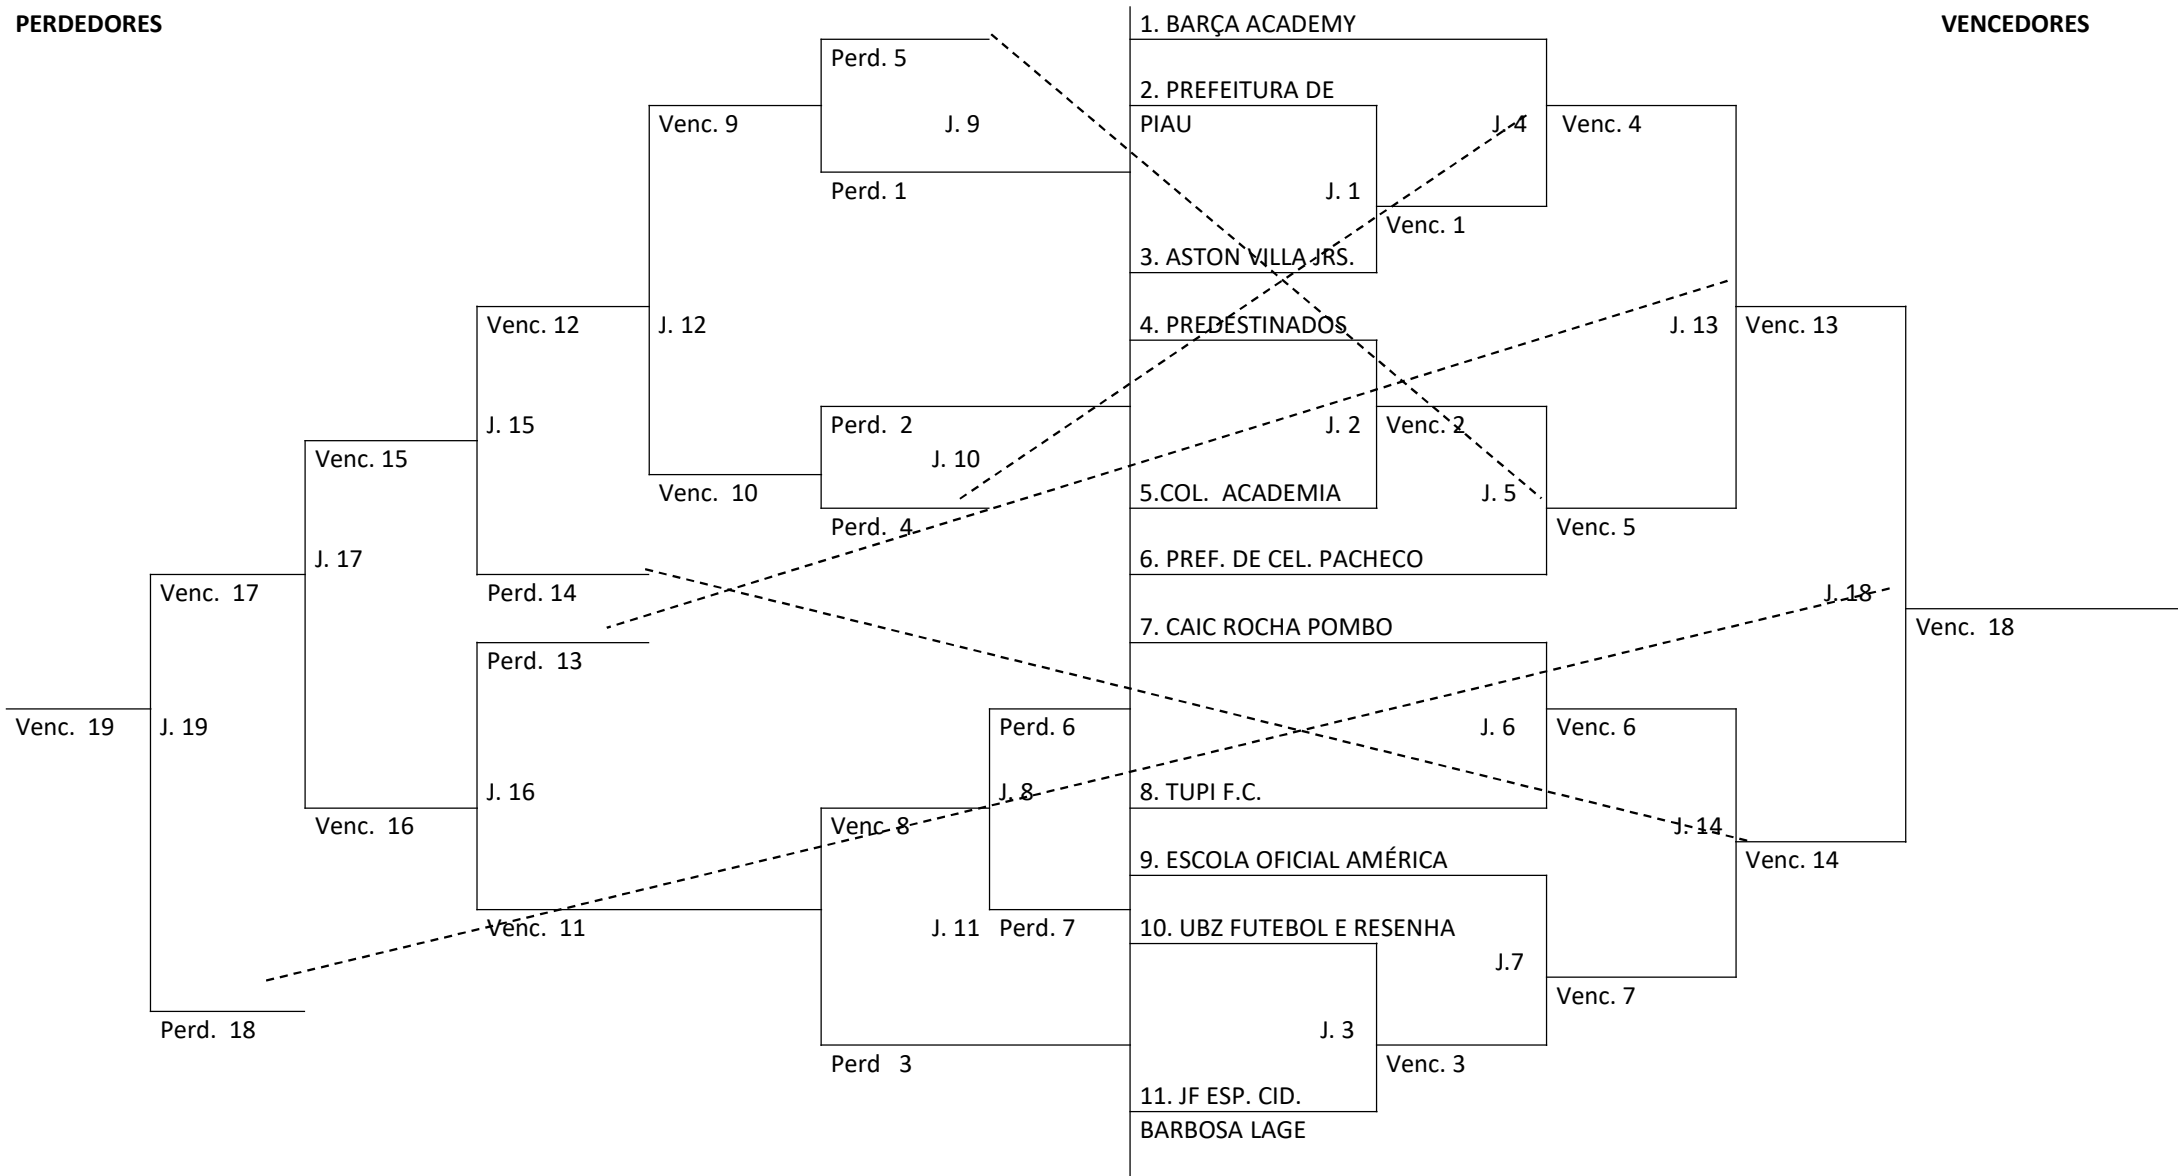 PERDEDORES
1. BARÇA ACADEMY
VENCEDORES
Perd. 5
2. PREFEITURA DE
PIAU
Venc. 9
J. 9
J. 4
Venc. 4
Perd. 1
J. 1
Venc. 1
3. ASTON VILLA JRS.
Venc. 12
J. 12
4. PREDESTINADOS
J. 13
Venc. 13
J. 15
Perd. 2
J. 2
Venc. 2
Venc. 15
J. 10
Venc. 10
5.COL. ACADEMIA
J. 5
Perd. 4
Venc. 5
J. 17
6. PREF. DE CEL. PACHECO
Venc. 17
Perd. 14
J. 18
7. CAIC ROCHA POMBO
Venc. 18
Perd. 13
Venc. 19
J. 19
Perd. 6
J. 6
Venc. 6
J. 16
J. 8
8. TUPI F.C.
Venc. 16
Venc 8
J. 14
9. ESCOLA OFICIAL AMÉRICA
Venc. 14
Venc. 11
J. 11
Perd. 7
10. UBZ FUTEBOL E RESENHA
J.7
Venc. 7
Perd. 18
J. 3
Perd 3
Venc. 3
11. JF ESP. CID.
BARBOSA LAGE